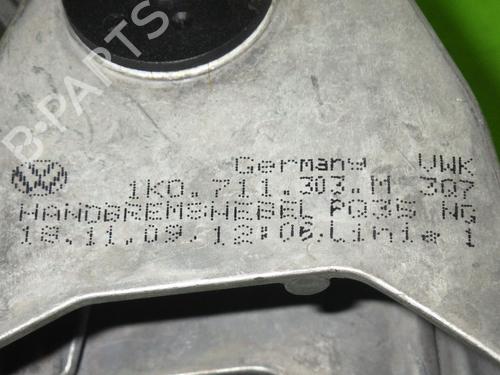 B-PARTS
Germany VWK
1K0.711.303.M 307
HANDBREMSHEBEL PQ35 NG
18.11.09.12:06.Linie 1